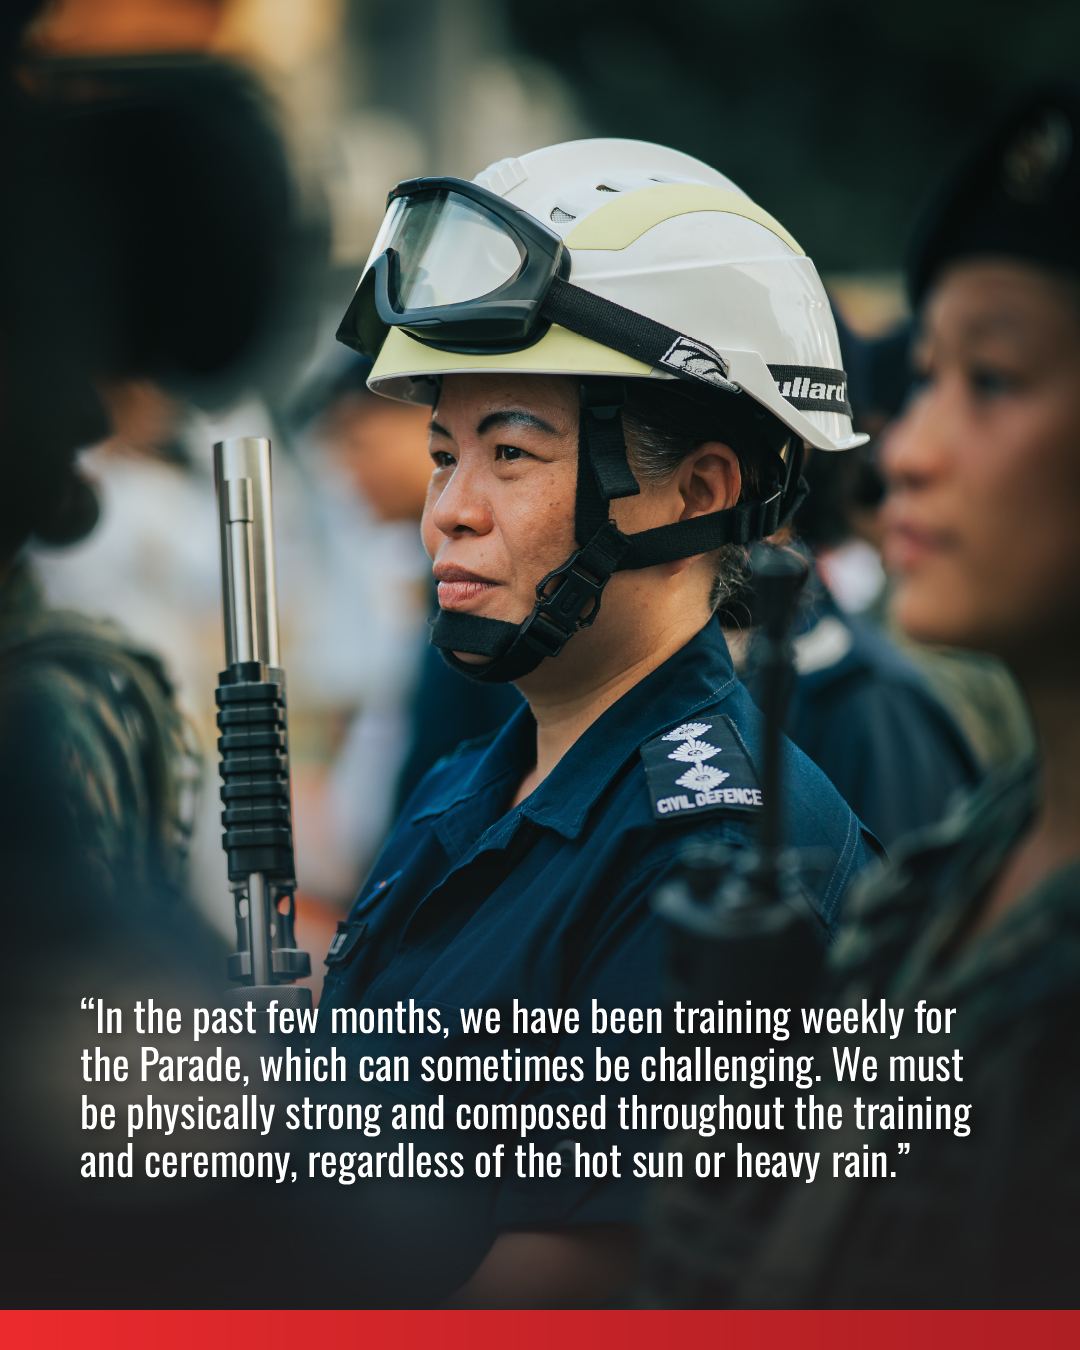 ullard
CIVIL DEFENCE
“In the past few months, we have been training weekly for
the Parade, which can sometimes be challenging. We must
be physically strong and composed throughout the training
and ceremony, regardless of the hot sun or heavy rain.”